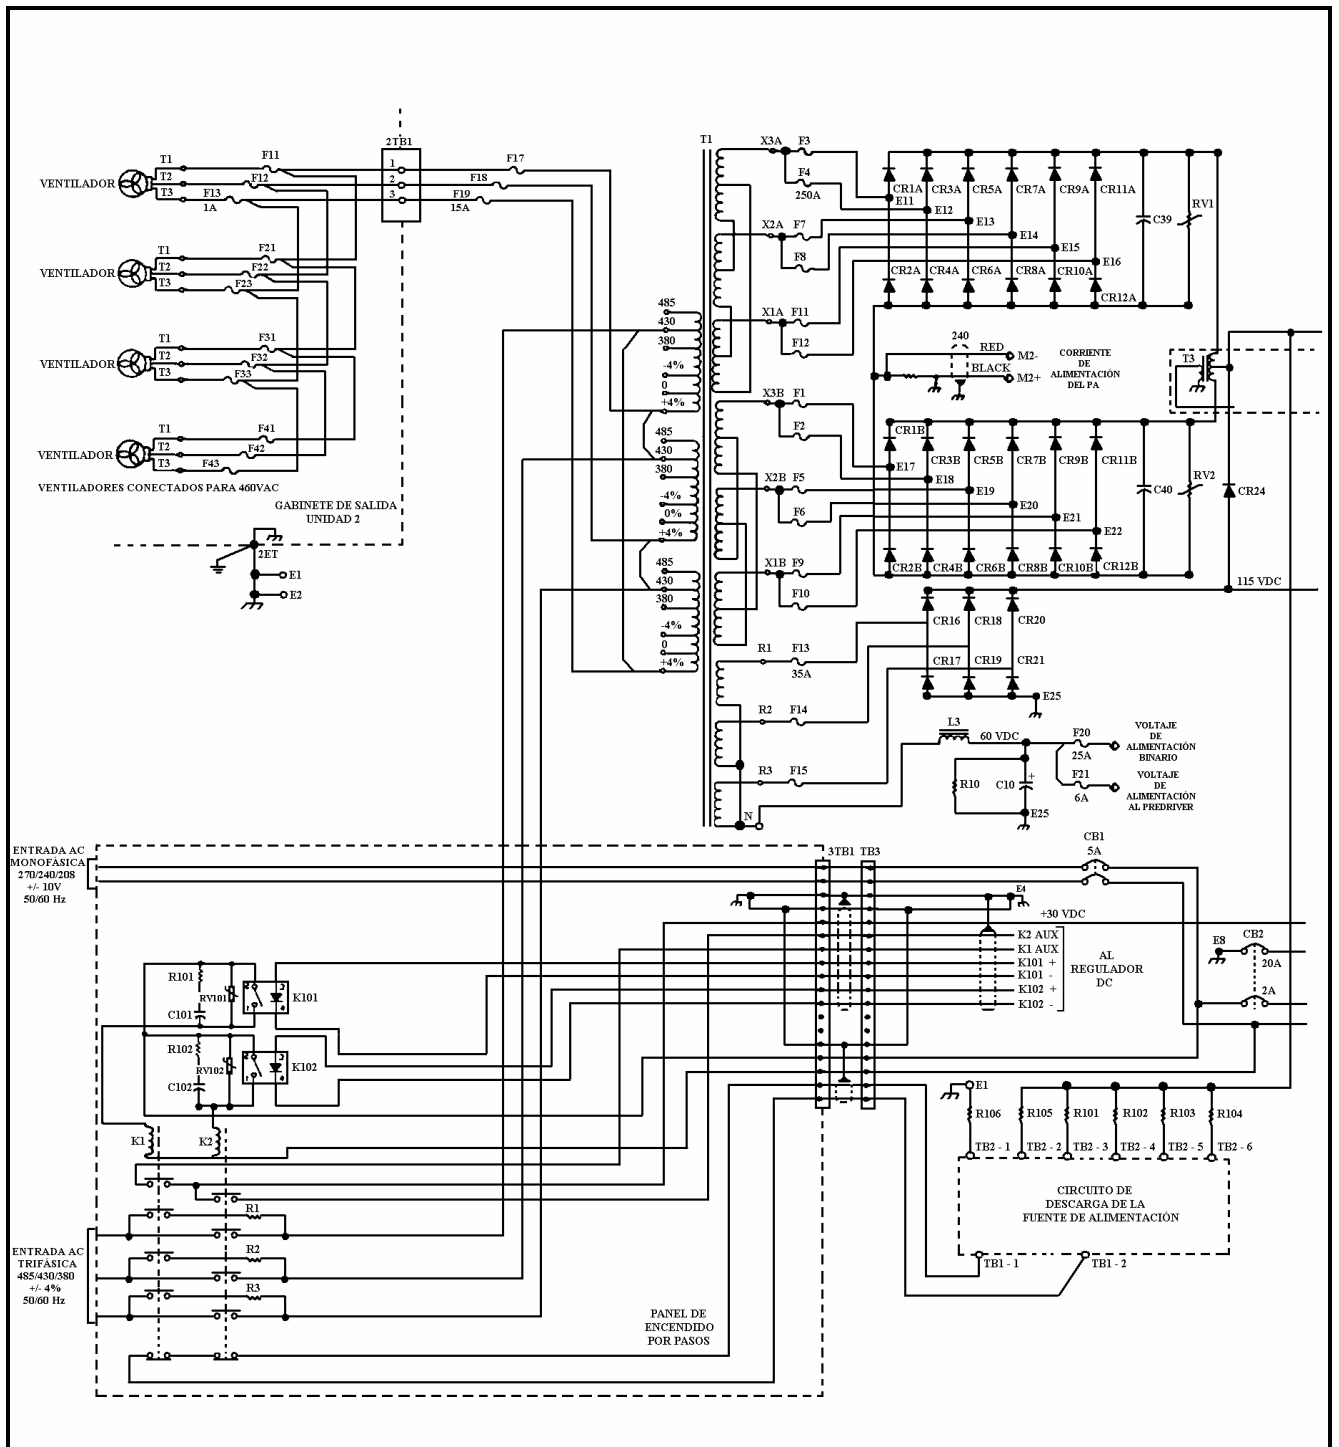 2TB1
T1
F11
1
T2
F12
2
VENTILADOR
T3
F13
3
1A
F17
F18
F19
15A
T1
F21
T2
F22
VENTILADOR
T3
F23
T1
F31
T2
F32
VENTILADOR
T3
F33
T1
F41
T2
F42
VENTILADOR
T3
F43
VENTILADORES CONECTADOS PARA 460VAC
GABINETE DE SALIDA
UNIDAD 2
2ET
E1
E2
T1
485
430
380
-4%
0
+4%
485
430
380
-4%
0%
+4%
485
430
380
-4%
0
+4%
X3A
F3
F4
250A
X2A
F7
F8
X1A
F11
F12
X3B
F1
F2
X2B
F5
F6
X1B
F9
F10
R1
F13
35A
R2
F14
R3
F15
N
CR1A
CR3A
CR5A
CR7A
CR9A
CR11A
E11
E12
E13
E14
E15
E16
C39
RV1
CR2A
CR4A
CR6A
CR8A
CR10A
CR12A
240
RED
M2-
BLACK
M2+
CORRIENTE
DE
ALIMENTACIÓN
DEL PA
T3
CR1B
CR3B
CR5B
CR7B
CR9B
CR11B
E17
E18
E19
E20
E21
E22
C40
RV2
CR24
CR2B
CR4B
CR6B
CR8B
CR10B
CR12B
115 VDC
CR16
CR18
CR20
CR17
CR19
CR21
E25
L3
60 VDC
F20
25A
F21
6A
R10
C10
+
E25
VOLTAJE
DE
ALIMENTACIÓN
BINARIO
VOLTAJE
DE
ALIMENTACIÓN
AL PREDRIVER
ENTRADA AC
MONOFÁSICA
270/240/208
+/- 10V
50/60 Hz
3TB1
TB3
CB1
5A
E4
+30 VDC
K2 AUX
K1 AUX
K101 +
K101 -
K102 +
K102 -
AL
REGULADOR
DC
E8
CB2
20A
2A
R101
RV101
C101
K101
R102
RV102
C102
K102
K1
K2
R1
R2
R3
ENTRADA AC
TRIFÁSICA
485/430/380
+/- 4%
50/60 Hz
PANEL DE
ENCENDIDO
POR PASOS
E1
R106
R105
R101
R102
R103
R104
TB2 - 1
TB2 - 2
TB2 - 3
TB2 - 4
TB2 - 5
TB2 - 6
CIRCUITO DE
DESCARGA DE LA
FUENTE DE ALIMENTACIÓN
TB1 - 1
TB1 - 2